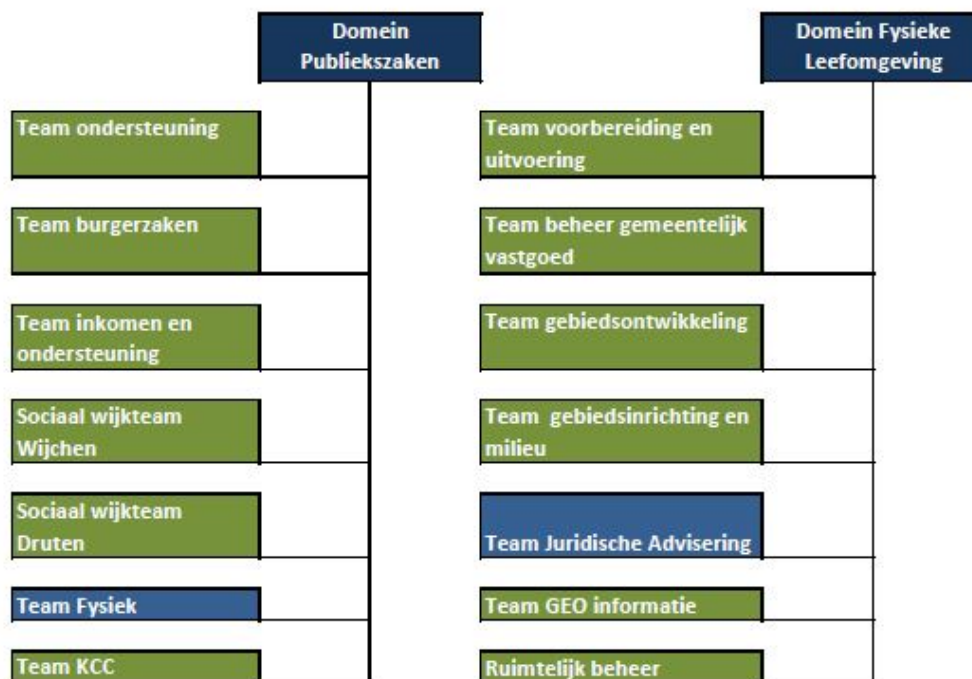 Domein
Publiekszaken
Team ondersteuning
Team burgerzaken
Team inkomen en
ondersteuning
Sociaal wijkteam
Wijchen
Sociaal wijkteam
Druten
Team Fysiek
Team KCC
Domein Fysieke
Leefomgeving
Team voorbereiding en
uitvoering
Team beheer gemeentelijk
vastgoed
Team gebiedsontwikkeling
Team gebiedsinrichting en
milieu
Team Juridische Advisering
Team GEO informatie
Ruimtelijk beheer